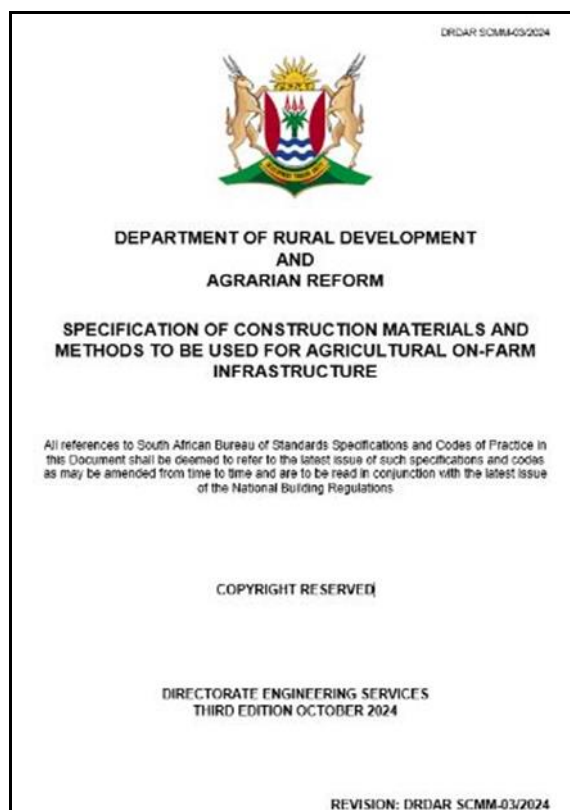 DRDAR SCMM-03/2024
DEPARTMENT OF RURAL DEVELOPMENT
AND
AGRARIAN REFORM
SPECIFICATION OF CONSTRUCTION MATERIALS AND
METHODS TO BE USED FOR AGRICULTURAL ON-FARM
INFRASTRUCTURE
All references to South African Bureau of Standards Specifications and Codes of Practice in
this Document shall be deemed to refer to the latest issue of such specifications and codes
as may be amended from time to time and are to be read in conjunction with the latest issue
of the National Building Regulations
COPYRIGHT RESERVED
DIRECTORATE ENGINEERING SERVICES
THIRD EDITION OCTOBER 2024
REVISION: DRDAR SCMM-03/2024